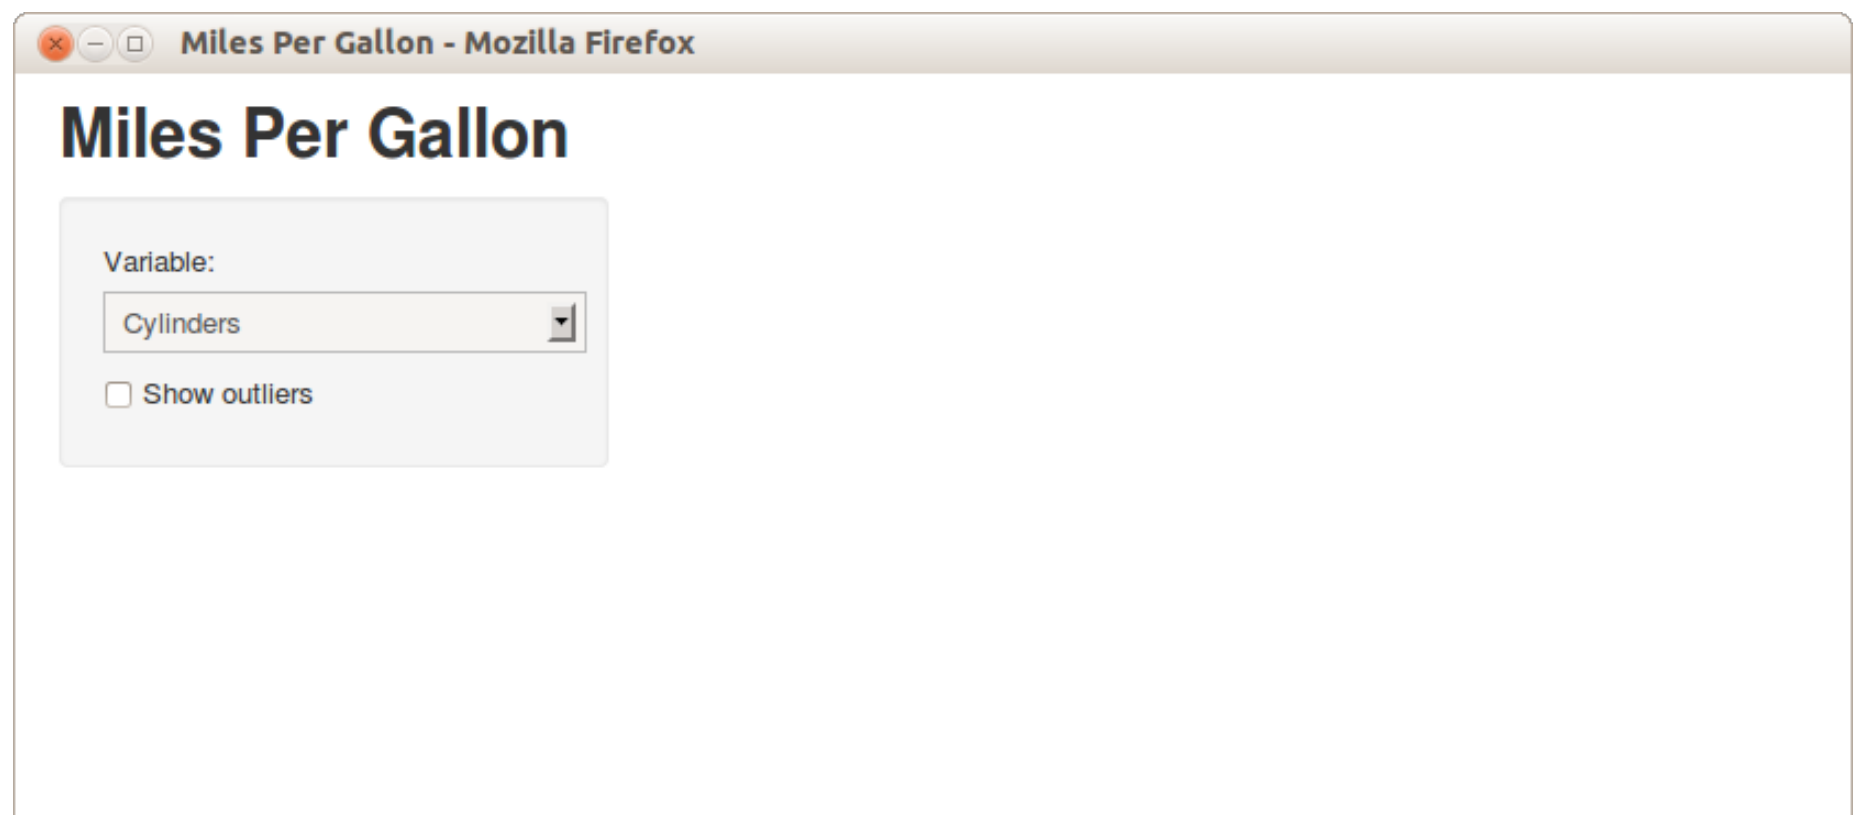 Miles Per Gallon - Mozilla Firefox
Miles Per Gallon
Variable:
Cylinders
Show outliers